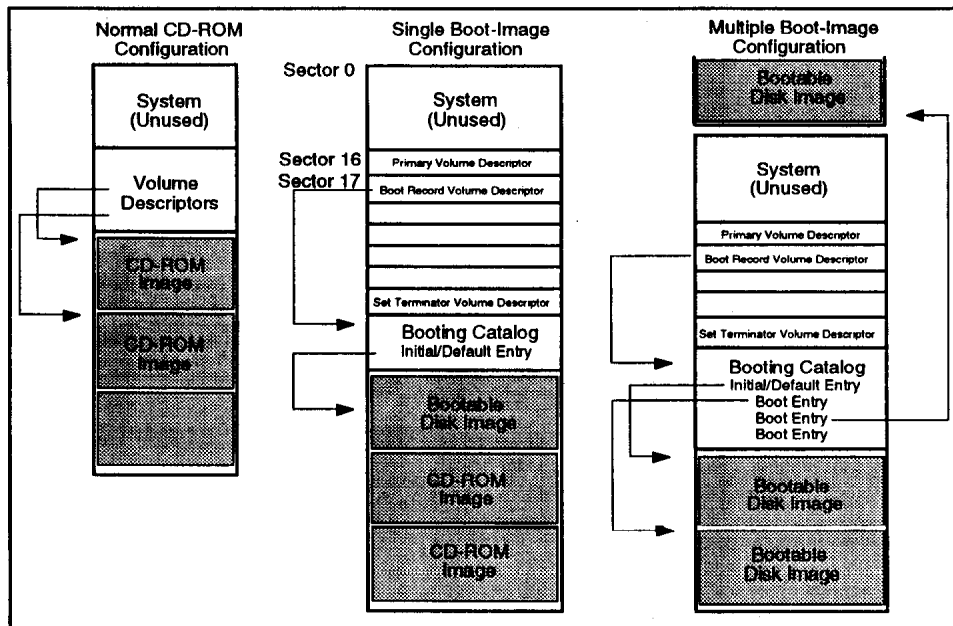 Normal CD-ROM
Configuration
System
(Unused)
Volume
Descriptors
CD-ROM
Image
CD-ROM
Image
Single Boot-Image
Configuration
Sector 0
System
(Unused)
Sector 16
Primary Volume Descriptor
Sector 17
Boot Record Volume Descriptor
Set Terminator Volume Descriptor
Booting Catalog
Initial/Default Entry
Bootable
Disk Image
CD-ROM
Image
CD-ROM
Image
Multiple Boot-Image
Configuration
Bootable
Disk Image
System
(Unused)
Primary Volume Descriptor
Boot Record Volume Descriptor
Set Terminator Volume Descriptor
Booting Catalog
Initial/Default Entry
Boot Entry
Boot Entry
Boot Entry
Bootable
Disk Image
Bootable
Disk Image